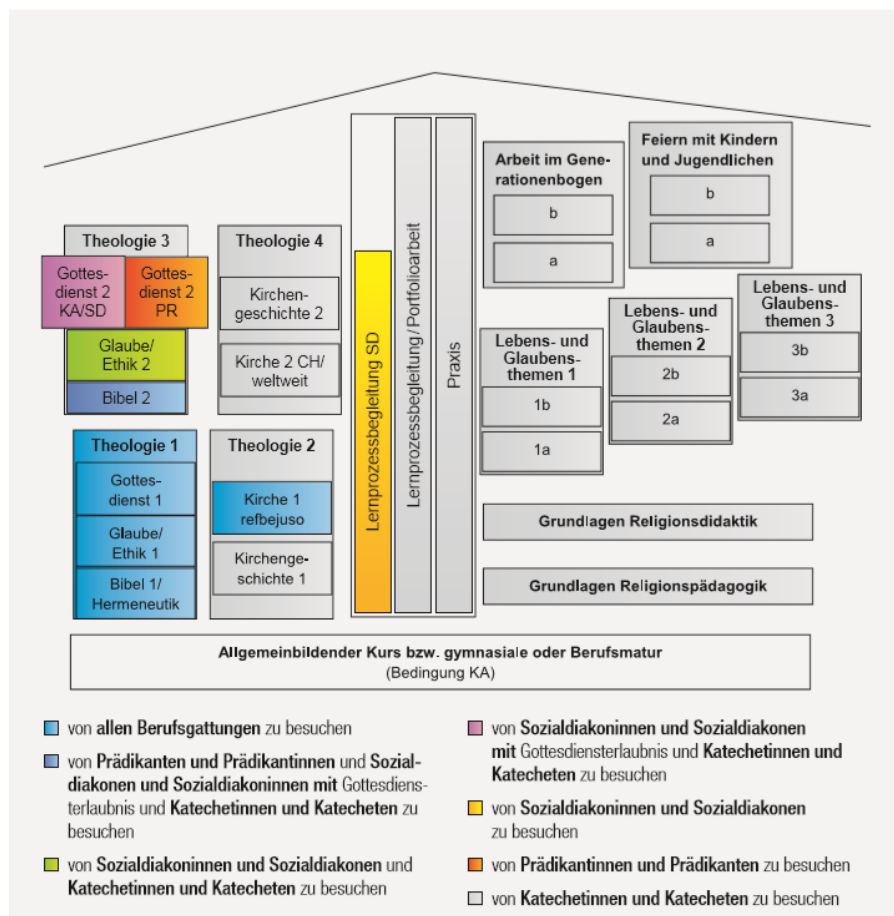 Feiern mit Kindern
und Jugendlichen
b
a
Arbeit im Gene-
rationenbogen
b
a
Theologie 3
Gottes-
dienst 2
KA/SD
Gottes-
dienst 2
PR
Glaube/
Ethik 2
Bibel 2
Theologie 4
Kirchen-
geschichte 2
Kirche 2 CH/
weltweit
Theologie 1
Gottes-
dienst 1
Glaube/
Ethik 1
Bibel 1/
Hermeneutik
Theologie 2
Kirche 1
refbejuso
Kirchenge-
schichte 1
Lernprozessbegleitung SD
Lernprozessbegleitung/Portfolioarbeit
Praxis
Lebens- und
Glaubens-
themen 1
1b
1a
Lebens- und
Glaubens-
themen 2
2b
2a
Lebens- und
Glaubens-
themen 3
3b
3a
Grundlagen Religionsdidaktik
Grundlagen Religionspädagogik
Allgemeinbildender Kurs bzw. gymnasiale oder Berufsmatur
(Bedingung KA)
von allen Berufsgattungen zu besuchen
von Prädikanten und Prädikantinnen und Sozial-
diakonen und Sozialdiakoninnen mit Gottesdiens-
terlaubnis und Katechetinnen und Katecheten zu
besuchen
von Sozialdiakoninnen und Sozialdiakonen und
Katechetinnen und Katecheten zu besuchen
von Sozialdiakoninnen und Sozialdiakonen
mit Gottesdiensterlaubnis und Katechetinnen und
Katecheten zu besuchen
von Sozialdiakoninnen und Sozialdiakonen
zu besuchen
von Prädikantinnen und Prädikanten zu besuchen
von Katechetinnen und Katecheten zu besuchen